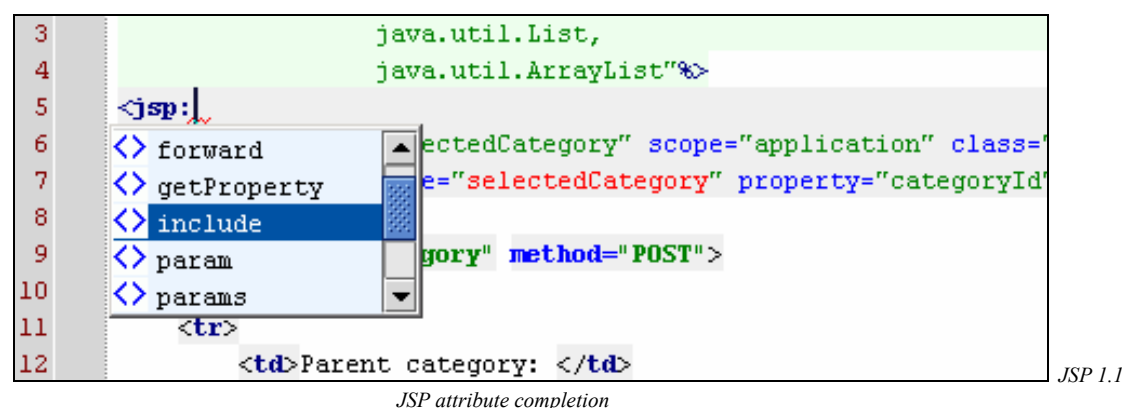 3 java.util.List,
4 java.util.ArrayList"%>
5 <jsp:
6 ectedCategory" scope="application" class="
7 e="selectedCategory" property="categoryId"
8
9 gory" method="POST">
10
11 <tr>
12 <td>Parent category: </td>
<> forward
<> getProperty
<> include
<> param
<> params
JSP 1.1
JSP attribute completion